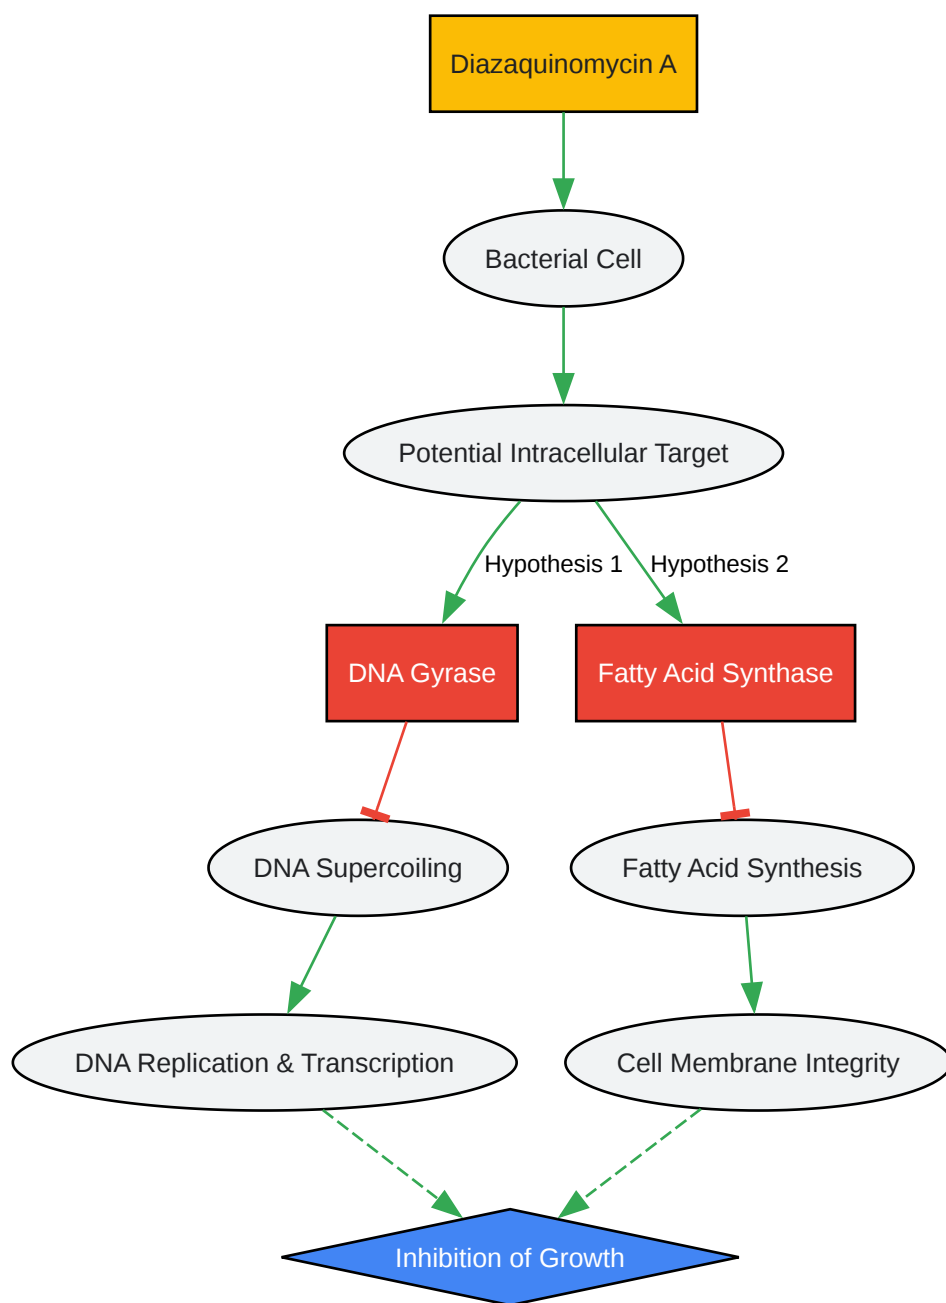 Diazaquinomycin A
Bacterial Cell
Potential Intracellular Target
Hypothesis 1
Hypothesis 2
DNA Gyrase
Fatty Acid Synthase
DNA Supercoiling
Fatty Acid Synthesis
DNA Replication & Transcription
Cell Membrane Integrity
Inhibition of Growth